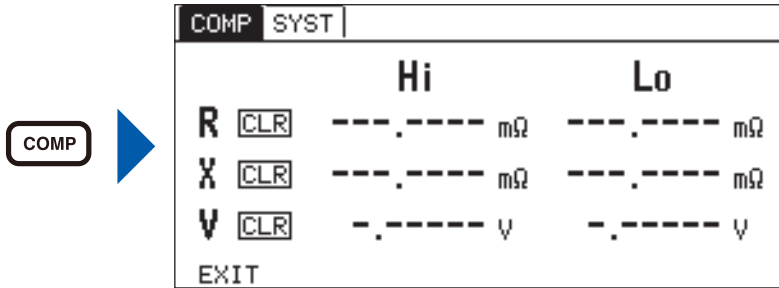 COMP
COMP SYST
Hi Lo
R CLR ---.---- mΩ ---.---- mΩ
X CLR ---.---- mΩ ---.---- mΩ
V CLR -.----- V -.----- V
EXIT